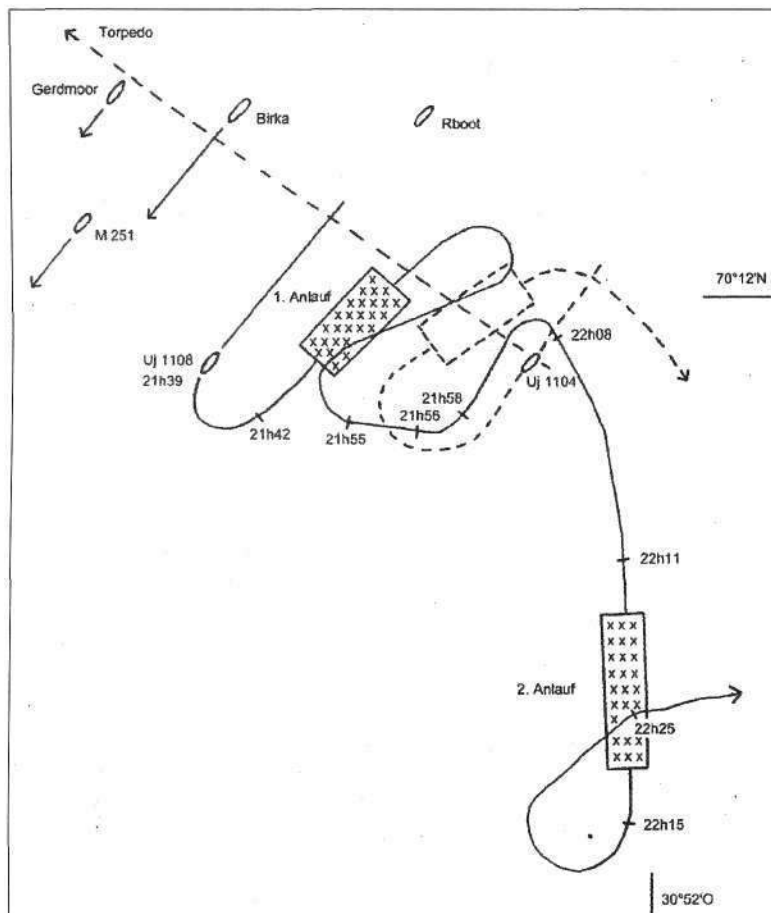 Torpedo
Gerdmoor
Birka
Rboot
M 251
70°12'N
1. Anlauf
Uj 1108
21h39
22h08
Uj 1104
21h58
21h56
21h55
21h42
22h11
2. Anlauf
22h25
22h15
30°52'O